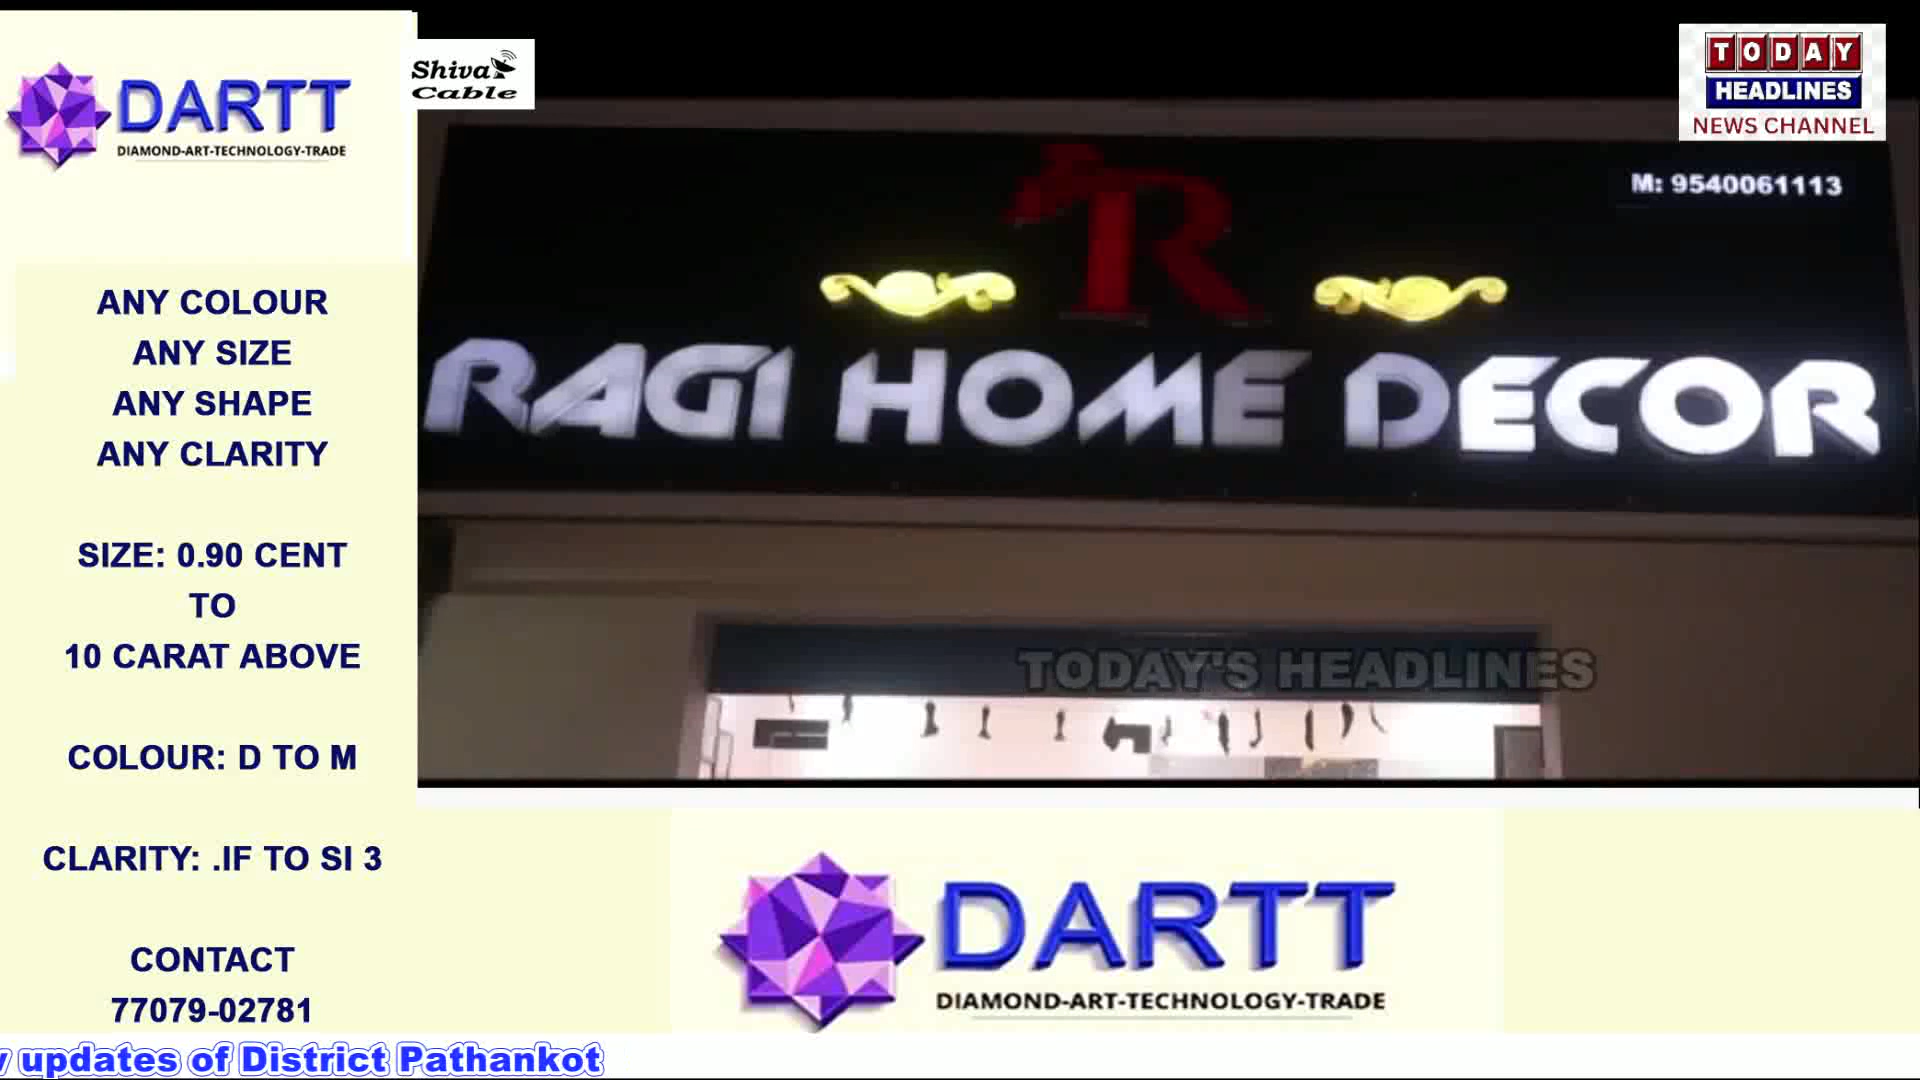 DARTT
DIAMOND-ART-TECHNOLOGY-TRADE
ANY COLOUR
ANY SIZE
ANY SHAPE
ANY CLARITY
SIZE: 0.90 CENT
TO
10 CARAT ABOVE
COLOUR: D TO M
CLARITY: .IF TO SI 3
CONTACT
77079-02781
Shiva
Cable
TODAY
HEADLINES
NEWS CHANNEL
M: 9540061113
R
RAGI HOME DECOR
TODAY'S HEADLINES
DARTT
DIAMOND-ART-TECHNOLOGY-TRADE
updates of District Pathankot